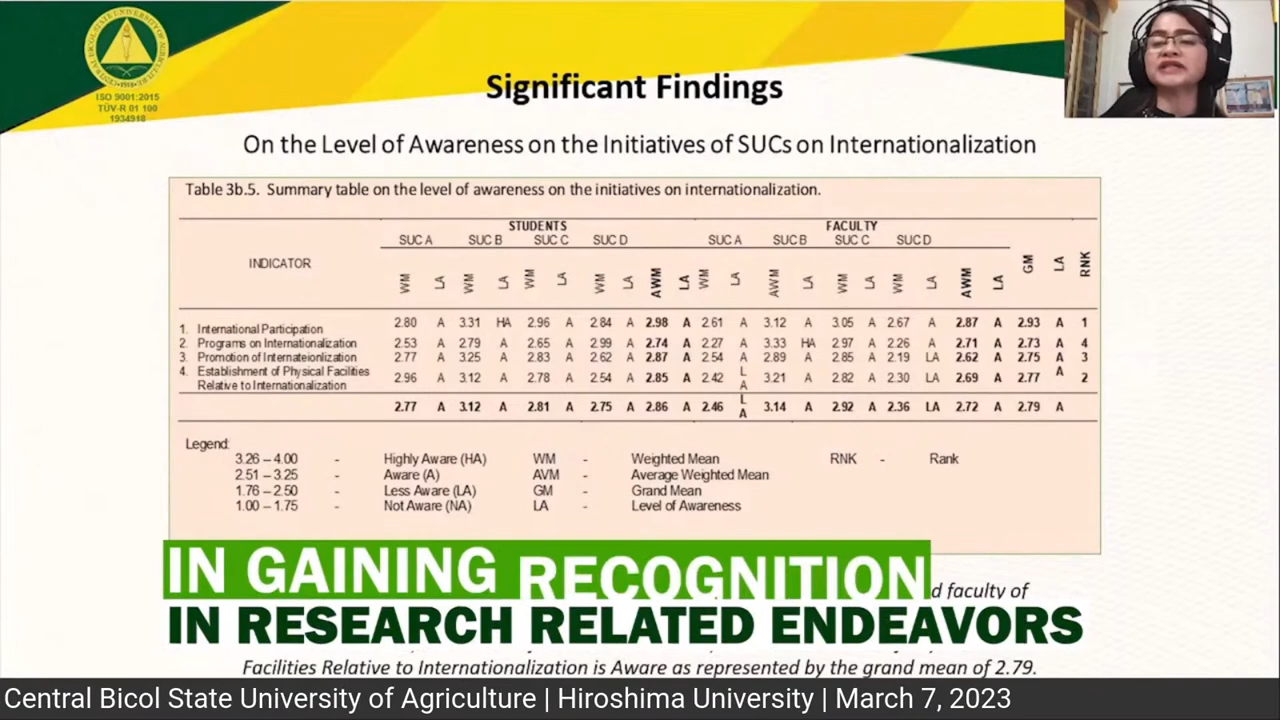 ISO 9001:2015
TÜV-R 01 100
1934918
Significant Findings
On the Level of Awareness on the Initiatives of SUCs on Internationalization
Table 3b.5. Summary table on the level of awareness on the initiatives on internationalization.
STUDENTS FACULTY
SUC A SUC B SUC C SUC D SUC A SUC B SUC C SUC D
INDICATOR WM LA WM LA WM LA WM LA AWM LA WM LA AWM LA WM LA WM LA AWM LA GM LA RNK
1. International Participation 2.80 A 3.31 HA 2.96 A 2.84 A 2.98 A 2.61 A 3.12 A 3.05 A 2.67 A 2.87 A 2.93 A 1
2. Programs on Internationalization 2.53 A 2.79 A 2.65 A 2.99 A 2.74 A 2.27 A 3.33 HA 2.97 A 2.26 A 2.71 A 2.73 A 4
3. Promotion of Internateionlization 2.77 A 3.25 A 2.83 A 2.62 A 2.87 A 2.54 A 2.89 A 2.85 A 2.19 LA 2.62 A 2.75 A 3
4. Establishment of Physical Facilities
Relative to Internationalization 2.96 A 3.12 A 2.78 A 2.54 A 2.85 A 2.42 L A 3.21 A 2.82 A 2.30 LA 2.69 A 2.77 A 2
2.77 A 3.12 A 2.81 A 2.75 A 2.86 A 2.46 L A 3.14 A 2.92 A 2.36 LA 2.72 A 2.79 A
Legend:
3.26 – 4.00 - Highly Aware (HA) WM - Weighted Mean RNK - Rank
2.51 – 3.25 - Aware (A) AVM - Average Weighted Mean
1.76 – 2.50 - Less Aware (LA) GM - Grand Mean
1.00 – 1.75 - Not Aware (NA) LA - Level of Awareness
IN GAINING RECOGNITION
d faculty of
IN RESEARCH RELATED ENDEAVORS
Facilities Relative to Internationalization is Aware as represented by the grand mean of 2.79.
Central Bicol State University of Agriculture | Hiroshima University | March 7, 2023